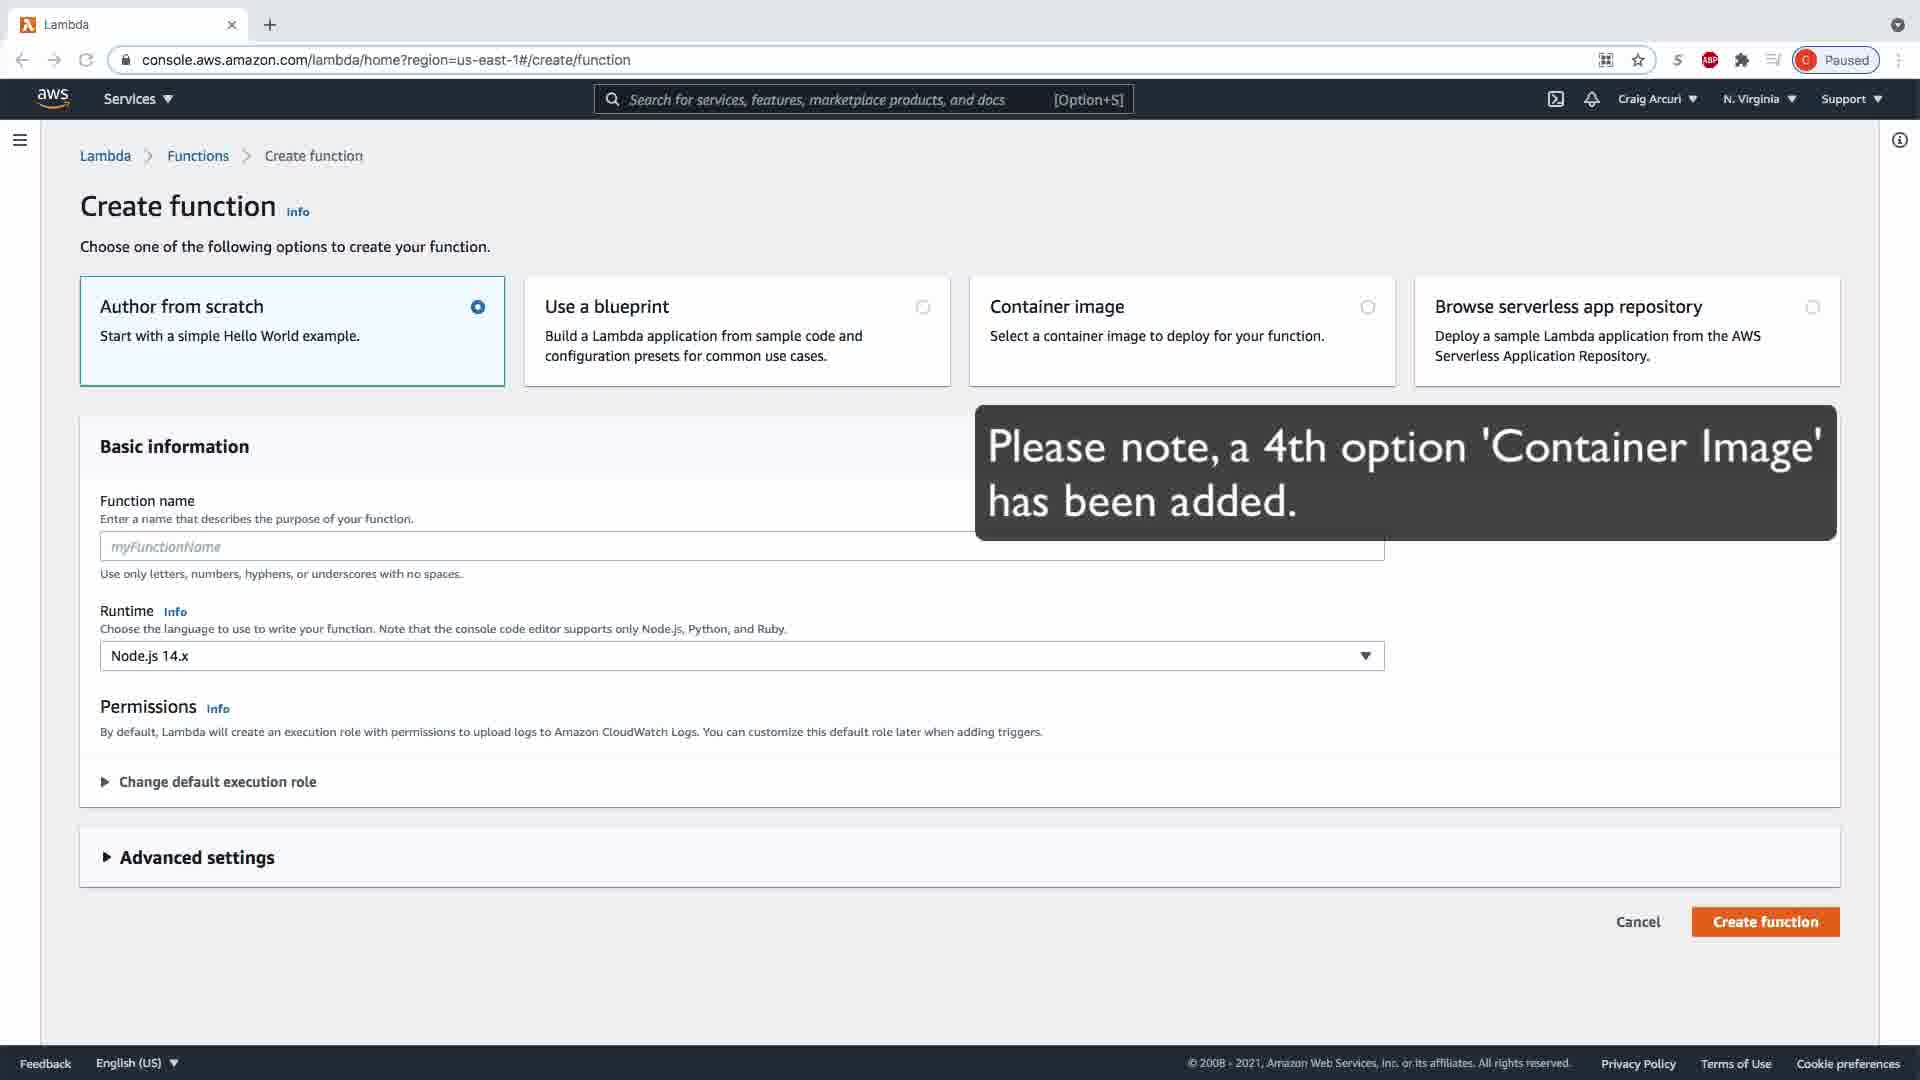 Lambda
console.aws.amazon.com/lambda/home?region=us-east-1#/create/function
ABP
C
Paused
aws
Services
Search for services, features, marketplace products, and docs
[Option+S]
Craig Arcuri
N. Virginia
Support
Lambda
Functions
Create function
Create function
Info
Choose one of the following options to create your function.
Author from scratch
Start with a simple Hello World example.
Use a blueprint
Build a Lambda application from sample code and
configuration presets for common use cases.
Container image
Select a container image to deploy for your function.
Browse serverless app repository
Deploy a sample Lambda application from the AWS
Serverless Application Repository.
Please note, a 4th option 'Container Image'
has been added.
Basic information
Function name
Enter a name that describes the purpose of your function.
myFunctionName
Use only letters, numbers, hyphens, or underscores with no spaces.
Runtime
Info
Choose the language to use to write your function. Note that the console code editor supports only Node.js, Python, and Ruby.
Node.js 14.x
Permissions
Info
By default, Lambda will create an execution role with permissions to upload logs to Amazon CloudWatch Logs. You can customize this default role later when adding triggers.
Change default execution role
Advanced settings
Cancel
Create function
Feedback
English (US)
© 2008 - 2021, Amazon Web Services, Inc. or its affiliates. All rights reserved.
Privacy Policy
Terms of Use
Cookie preferences